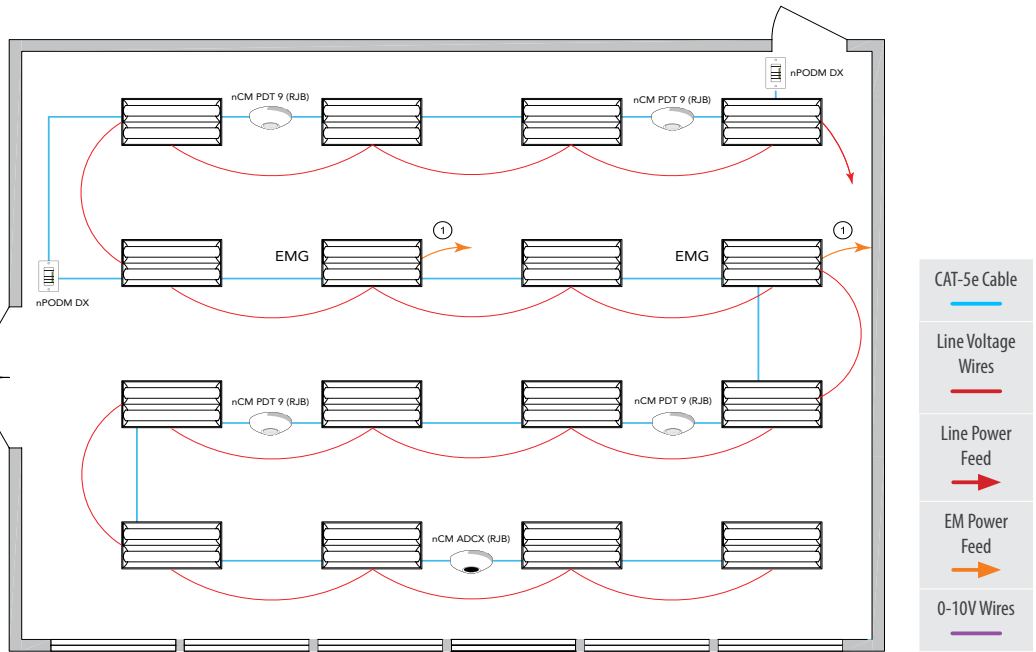 nPODM DX
nCM PDT 9 (RJB)
nCM PDT 9 (RJB)
1
1
EMG
EMG
nPODM DX
nCM PDT 9 (RJB)
nCM PDT 9 (RJB)
nCM ADCX (RJB)
CAT-5e Cable
Line Voltage
Wires
Line Power
Feed
EM Power
Feed
0-10V Wires